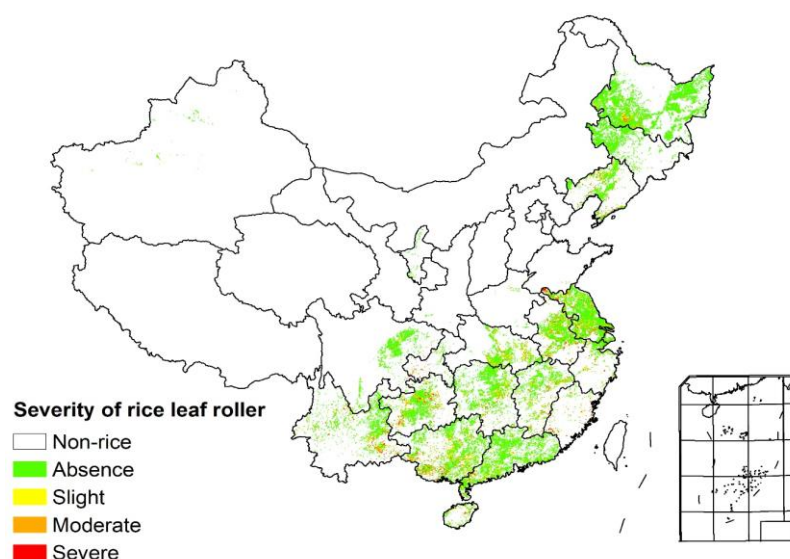 Severity of rice leaf roller
Non-rice
Absence
Slight
Moderate
Severe